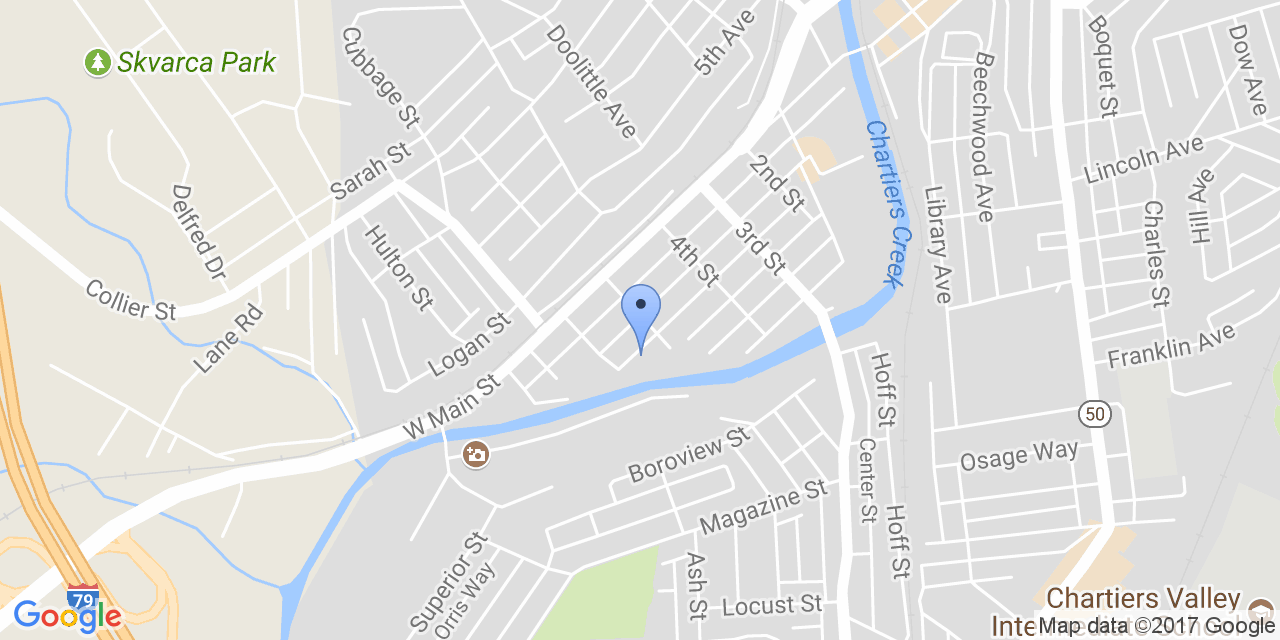 Skvarca Park
Cubbage St
Doolittle Ave
5th Ave
Boquet St
Dow Ave
Beechwood Ave
Chartiers Creek
Lincoln Ave
Sarah St
2nd St
Delfred Dr
Library Ave
Hill Ave
Charles St
Hulton St
4th St
3rd St
Collier St
Lane Rd
Logan St
Franklin Ave
W Main St
Hoff St
50
Boroview St
Center St
Osage Way
Magazine St
Hoff St
Superior St
Orris Way
Ash St
Locust St
79
Google
Chartiers Valley
Map data ©2017 Google